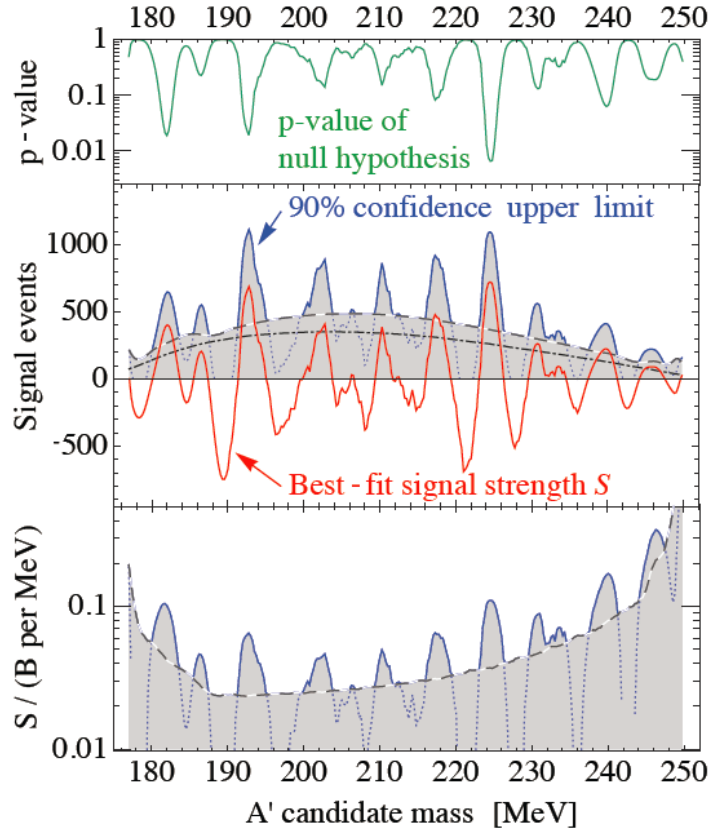 180 190 200 210 220 230 240 250
1
0.1
0.01
p - value
p-value of
null hypothesis
90% confidence upper limit
1000
500
0
-500
Signal events
Best - fit signal strength S
0.1
0.01
S / (B per MeV)
180 190 200 210 220 230 240 250
A' candidate mass [MeV]